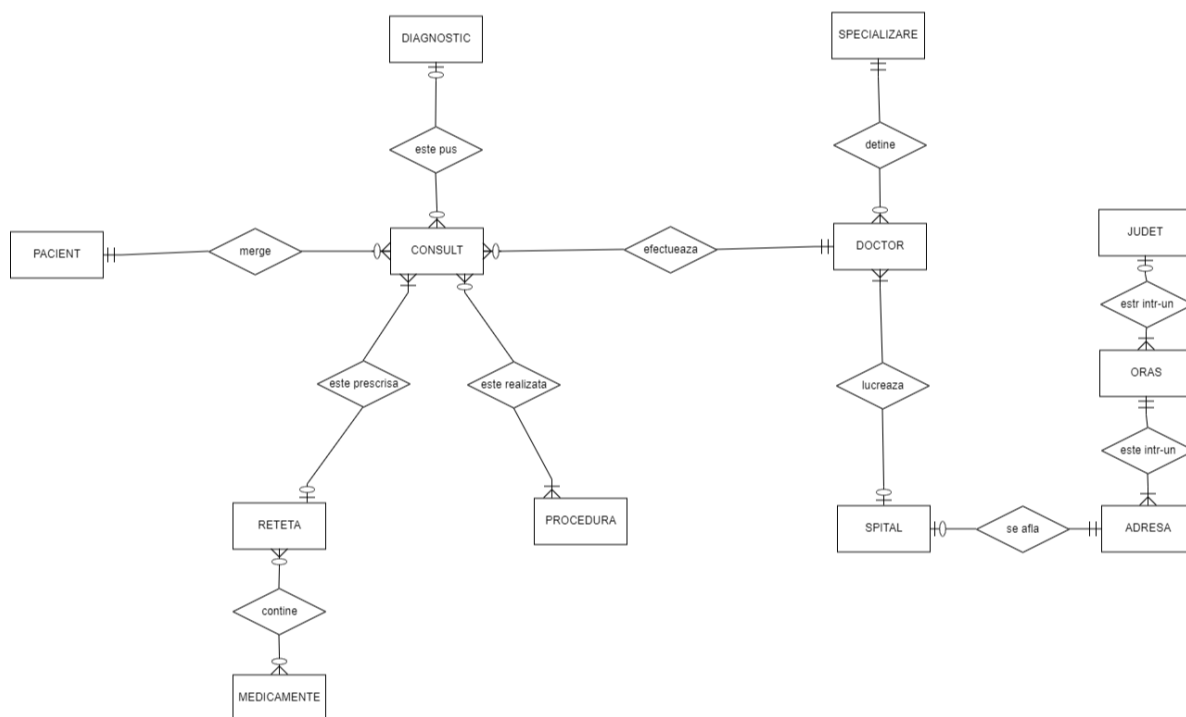 DIAGNOSTIC
SPECIALIZARE
este pus
detine
PACIENT
merge
CONSULT
efectueaza
DOCTOR
JUDET
estr intr-un
ORAS
este prescrisa
este realizata
lucreaza
este intr-un
RETETA
PROCEDURA
SPITAL
se afla
ADRESA
contine
MEDICAMENTE